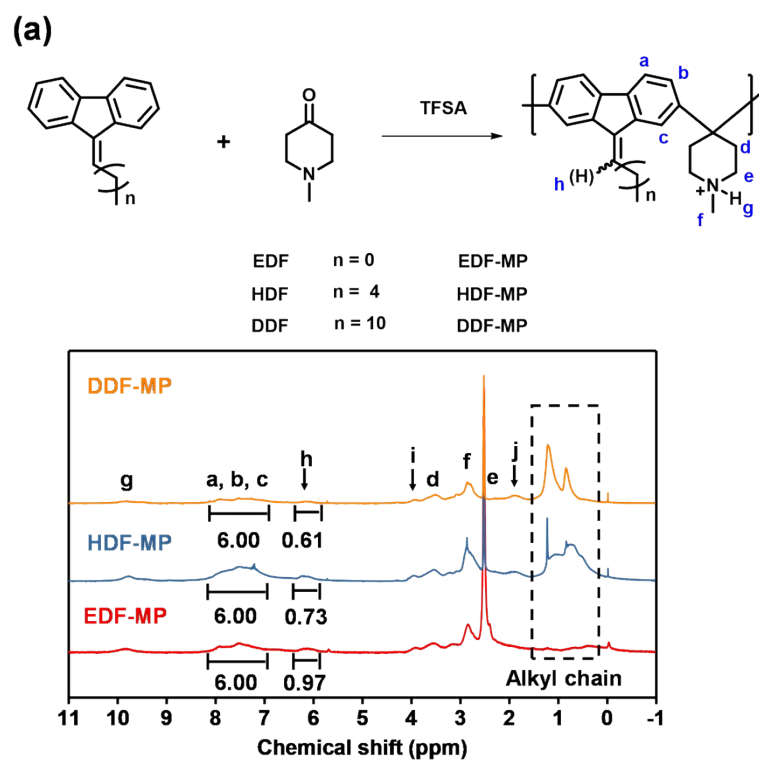 (a)
O
N
n
+
TFSA
a
b
c
d
e
f
g
h
(H)
n
N
+
H
EDF n = 0 EDF-MP
HDF n = 4 HDF-MP
DDF n = 10 DDF-MP
DDF-MP
g a, b, c h i d f e j
6.00 0.61
HDF-MP
6.00 0.73
EDF-MP
6.00 0.97
Alkyl chain
11 10 9 8 7 6 5 4 3 2 1 0 -1
Chemical shift (ppm)